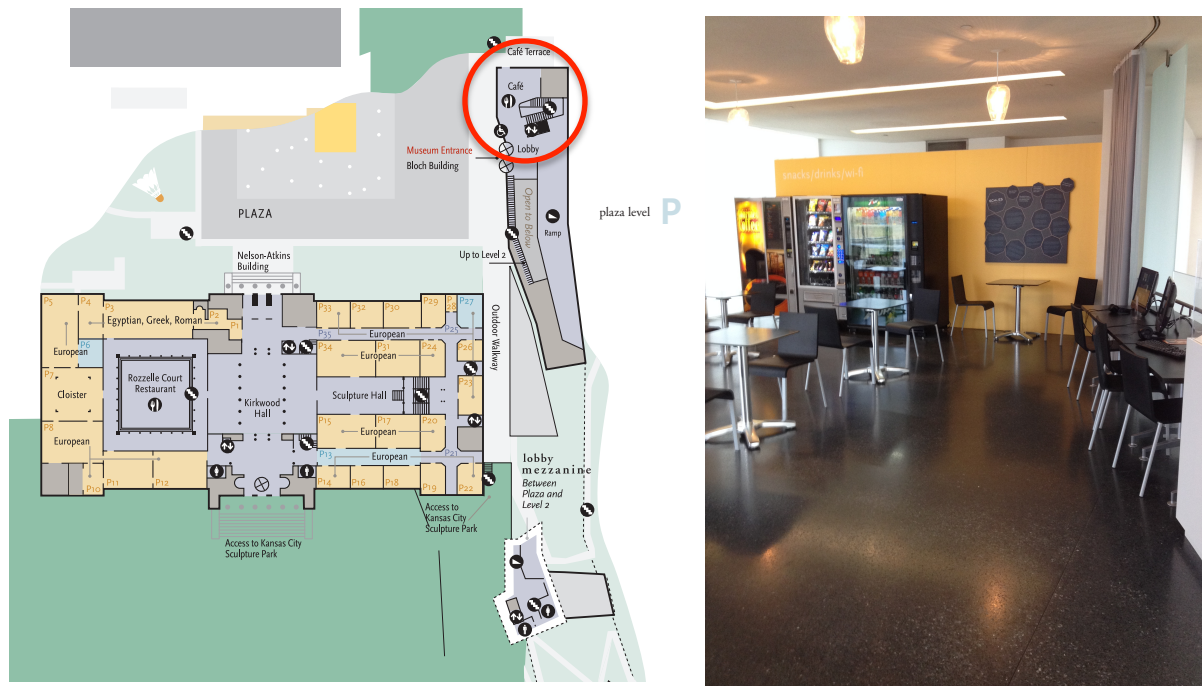 Café Terrace
Café
Lobby
Museum Entrance
Bloch Building
Open to Below
Ramp
plaza level P
PLAZA
Up to Level 2
Nelson-Atkins
Building
Outdoor Walkway
P5
P4
P3
Egyptian, Greek, Roman
P2
P1
P33
P32
P30
P29
P
28
P27
P35
European
P25
P6
European
P34
P31
P24
European
P26
P7
Cloister
Rozzelle Court
Restaurant
Kirkwood
Hall
Sculpture Hall
P23
P8
European
P15
P17
P20
European
P13
European
P21
P10
P11
P12
P14
P16
P18
P19
P22
lobby
mezzanine
Between
Plaza and
Level 2
Access to
Kansas City
Sculpture Park
Access to Kansas City
Sculpture Park
snacks/drinks/wi-fi